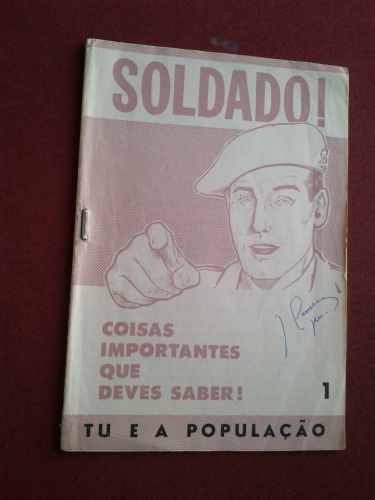 SOLDADO!
COISAS
IMPORTANTES
QUE
DEVES SABER!
1
TU E A POPULAÇÃO